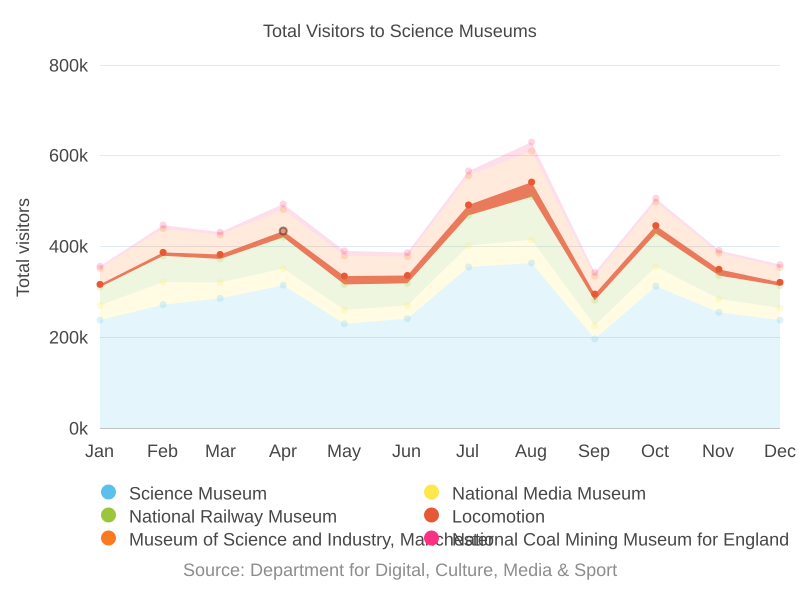 Total Visitors to Science Museums
Total visitors
800k
600k
400k
200k
0k
Jan Feb Mar Apr May Jun Jul Aug Sep Oct Nov Dec
Science Museum National Media Museum
National Railway Museum Locomotion
Museum of Science and Industry, Manchester National Coal Mining Museum for England
Source: Department for Digital, Culture, Media & Sport